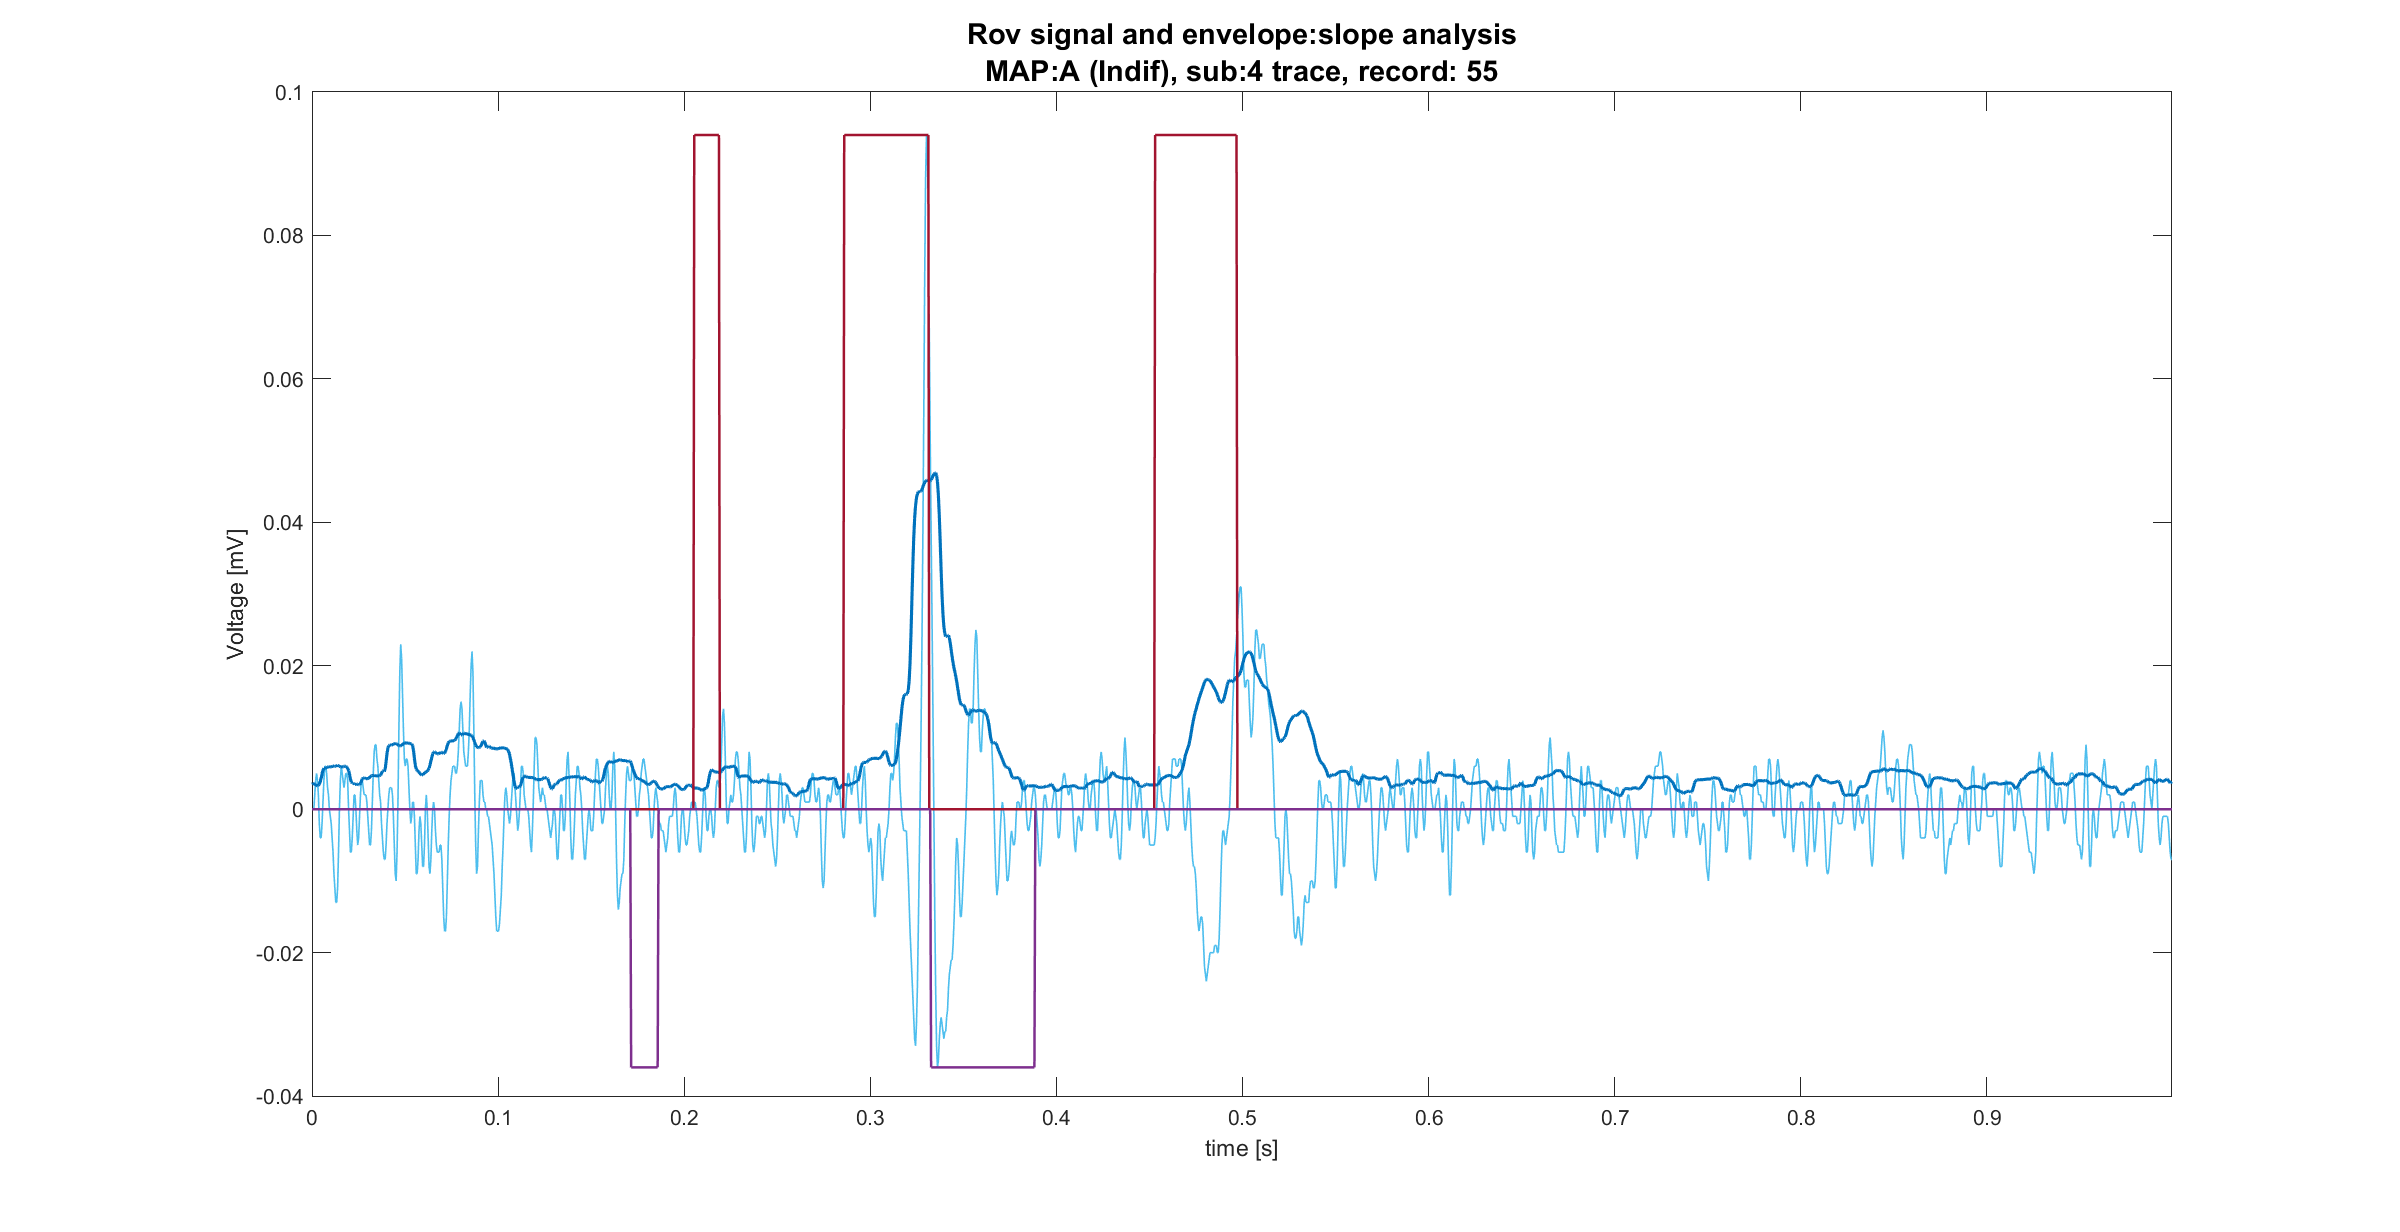 Rov signal and envelope:slope analysis
MAP:A (Indif), sub:4 trace, record: 55
0.1
0.08
0.06
0.04
0.02
0
-0.02
-0.04
Voltage [mV]
0 0.1 0.2 0.3 0.4 0.5 0.6 0.7 0.8 0.9
time [s]